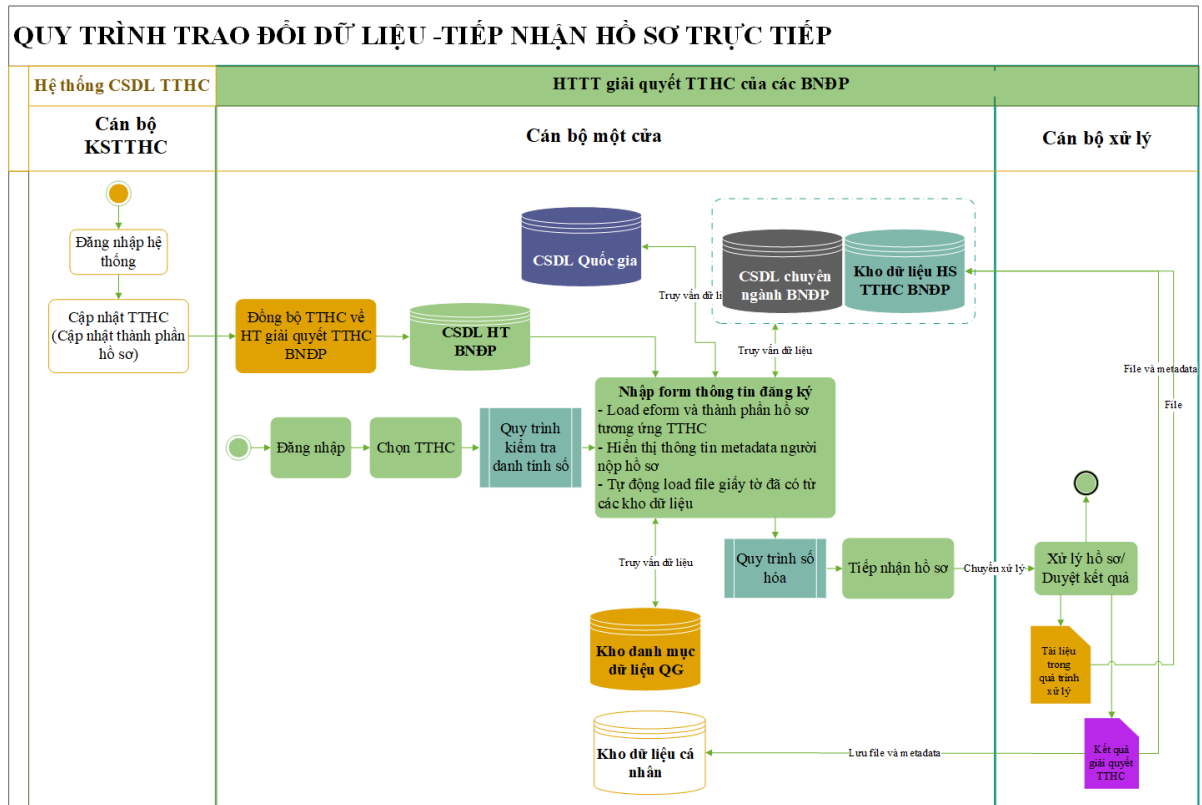 QUY TRÌNH TRAO ĐỔI DỮ LIỆU -TIẾP NHẬN HỒ SƠ TRỰC TIẾP
Hệ thống CSDL TTHC
HTTT giải quyết TTHC của các BNĐP
Cán bộ
KSTTHC
Cán bộ một cửa
Cán bộ xử lý
Đăng nhập hệ
thống
Cập nhật TTHC
(Cập nhật thành phần
hồ sơ)
Đồng bộ TTHC về
HT giải quyết TTHC
BNĐP
CSDL HT
BNĐP
CSDL Quốc gia
CSDL chuyên
ngành BNĐP
Kho dữ liệu HS
TTHC BNĐP
Truy vấn dữ li
Truy vấn dữ liệu
File và metadata
File
Đăng nhập
Chọn TTHC
Quy trình
kiểm tra
danh tính số
Nhập form thông tin đăng ký
- Load eform và thành phần hồ sơ
tương ứng TTHC
- Hiển thị thông tin metadata người
nộp hồ sơ
- Tự động load file giấy tờ đã có từ
các kho dữ liệu
Truy vấn dữ liệu
Quy trình số
hóa
Tiếp nhận hồ sơ
Chuyển xử lý
Xử lý hồ sơ/
Duyệt kết quả
Kho danh mục
dữ liệu QG
Tài liệu
trong
quá trình
xử lý
Kho dữ liệu cá
nhân
Lưu file và metadata
Kết quả
giải quyết
TTHC